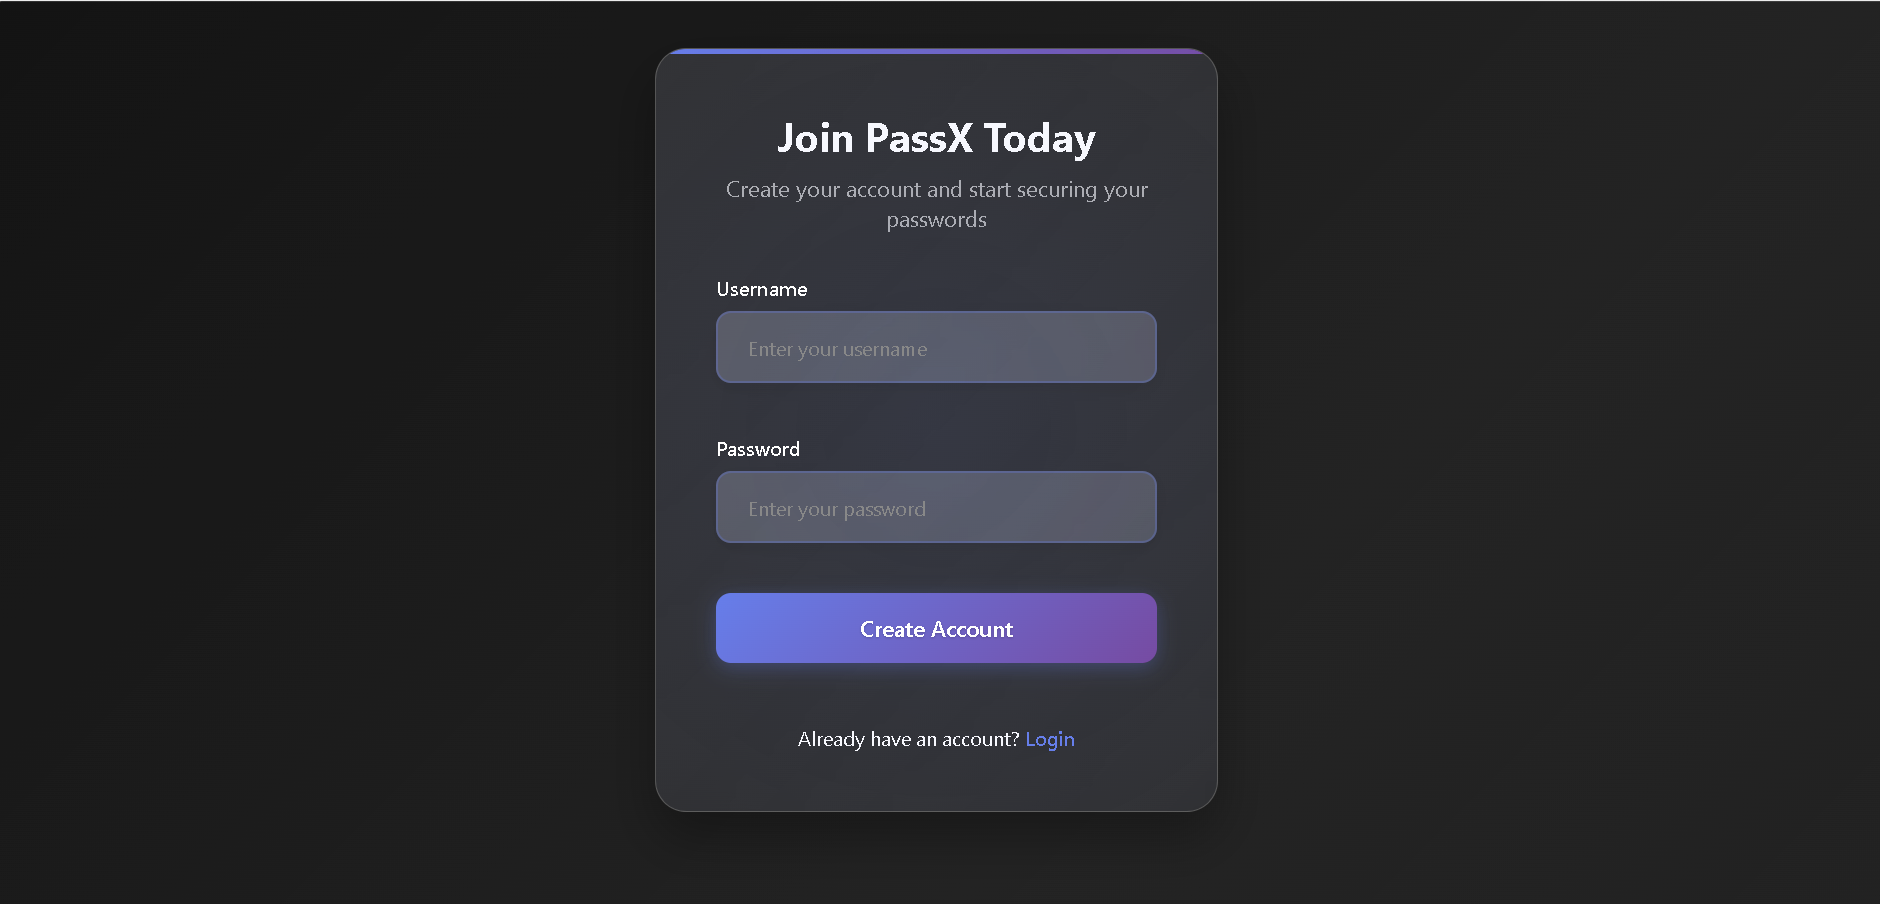 Join PassX Today
Create your account and start securing your
passwords
Username
Enter your username
Password
Enter your password
Create Account
Already have an account? Login